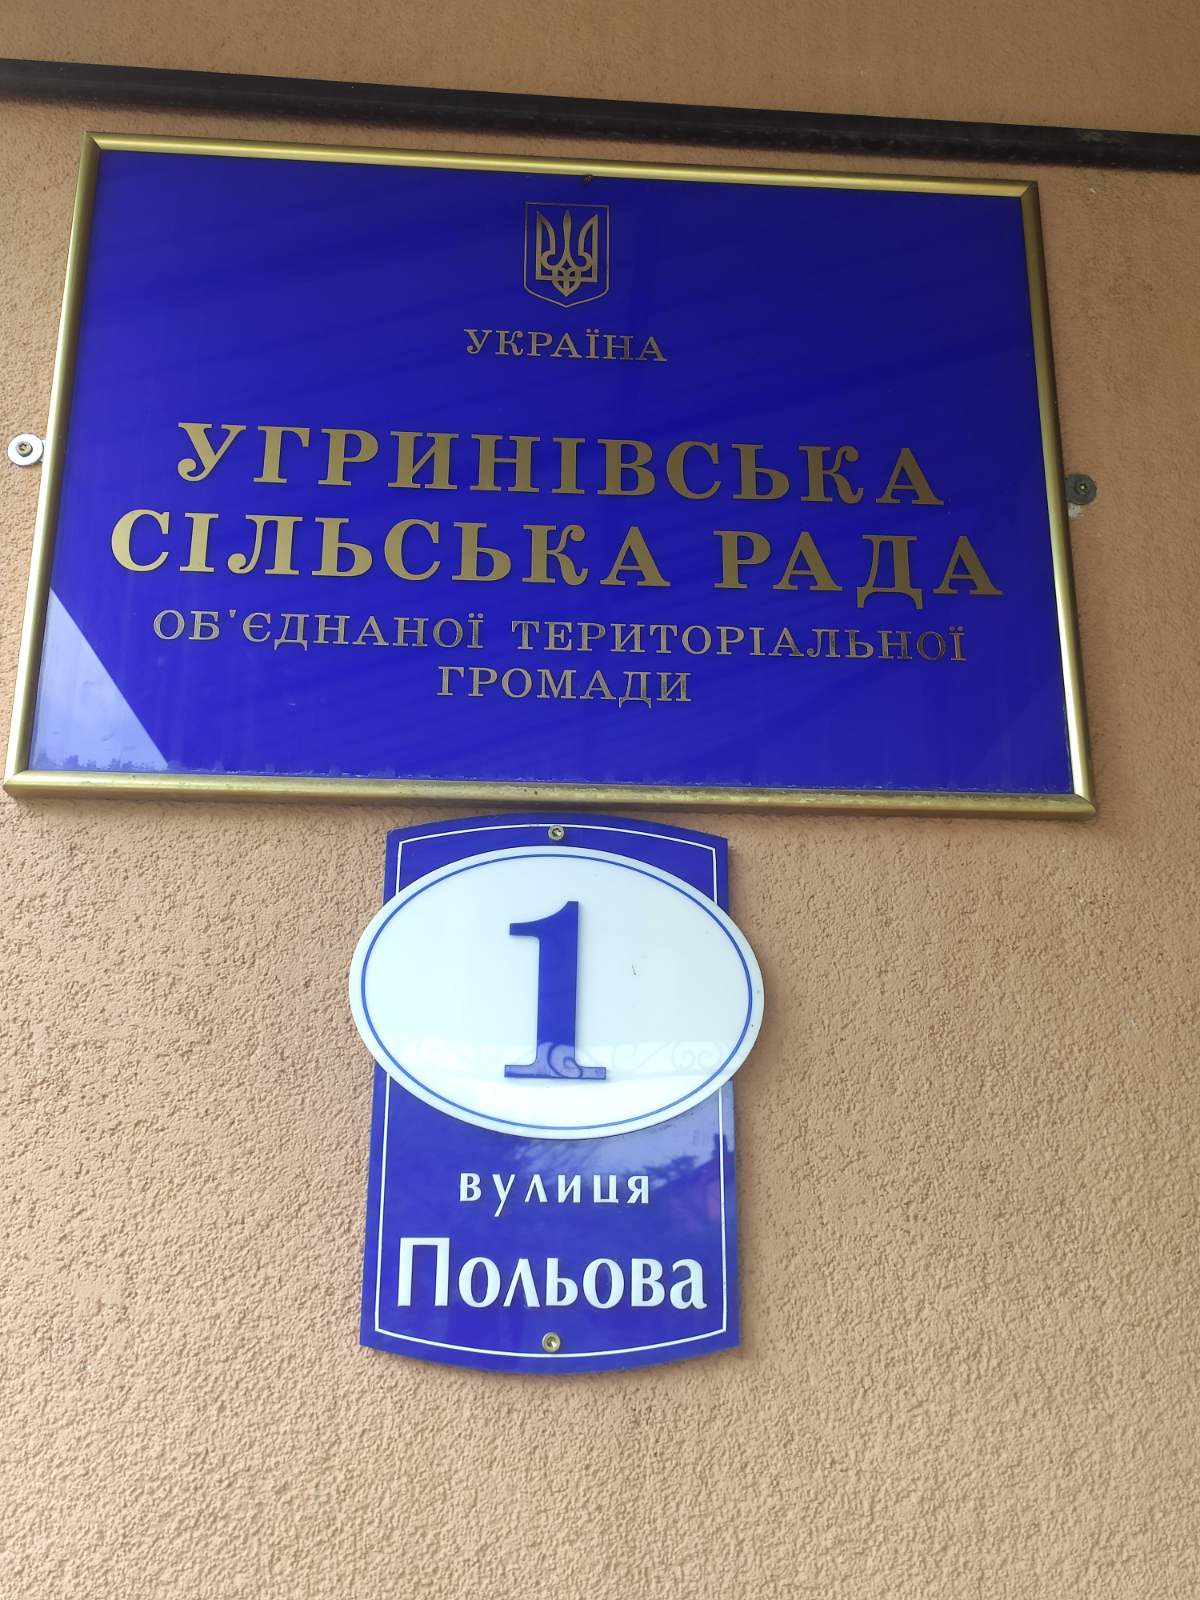 УКРАЇНА
УГРИНІВСЬКА
СІЛЬСЬКА РАДА
ОБ'ЄДНАНОЇ ТЕРИТОРІАЛЬНОЇ
ГРОМАДИ
1
вулиця
Польова